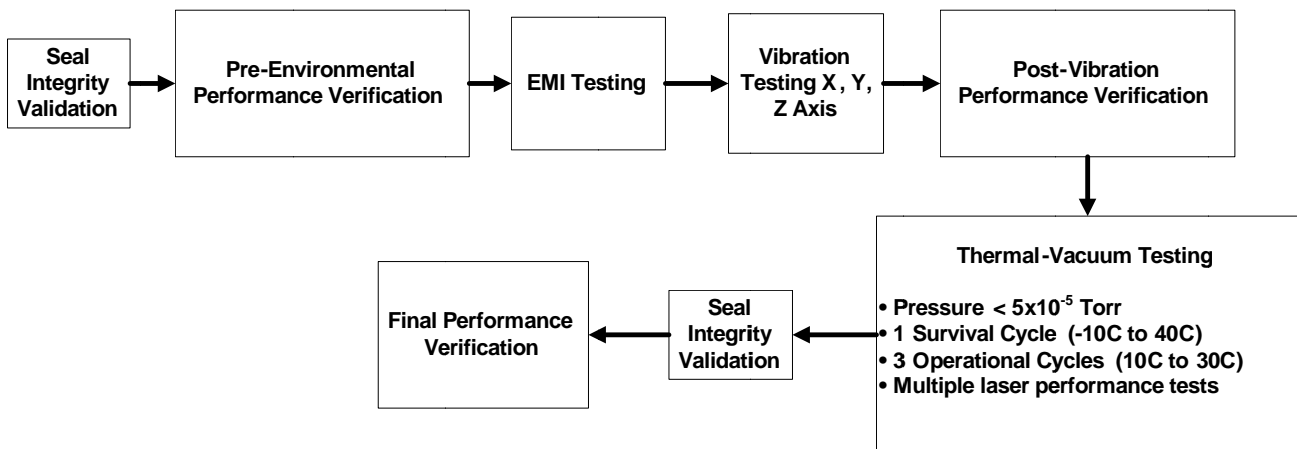 Seal
Integrity
Validation
Pre-Environmental
Performance Verification
EMI Testing
Vibration
Testing X, Y,
Z Axis
Post-Vibration
Performance Verification
Thermal-Vacuum Testing
• Pressure < 5x10⁻⁵ Torr
• 1 Survival Cycle (-10C to 40C)
• 3 Operational Cycles (10C to 30C)
• Multiple laser performance tests
Seal
Integrity
Validation
Final Performance
Verification